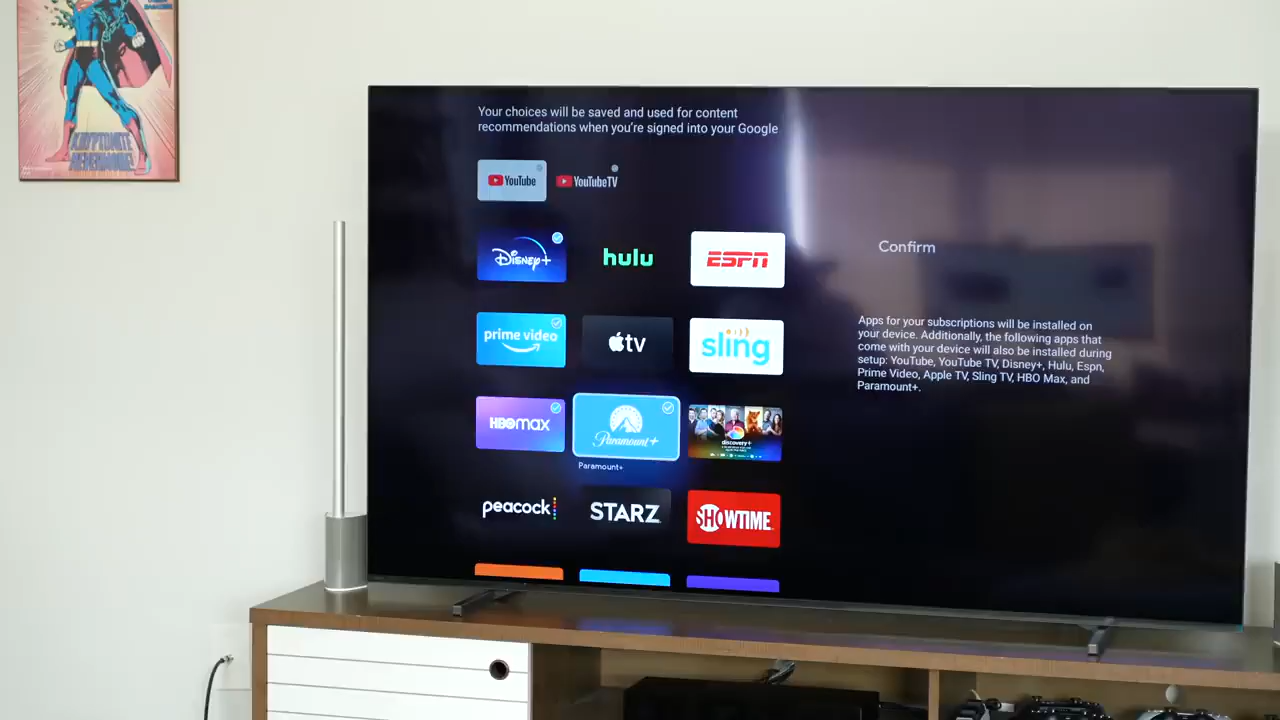 KRYPTONITE
NEVERMORE!
Your choices will be saved and used for content
recommendations when you're signed into your Google
YouTube
YouTubeTV
Disney+
hulu
ESPN
prime video
tv
sling
HBOMAX
Paramount+
discovery+
Paramount+
peacock
STARZ
SHOWTIME
Confirm
Apps for your subscriptions will be installed on
your device. Additionally, the following apps that
come with your device will also be installed during
setup: YouTube, YouTube TV, Disney+, Hulu, Espn,
Prime Video, Apple TV, Sling TV, HBO Max, and
Paramount+.